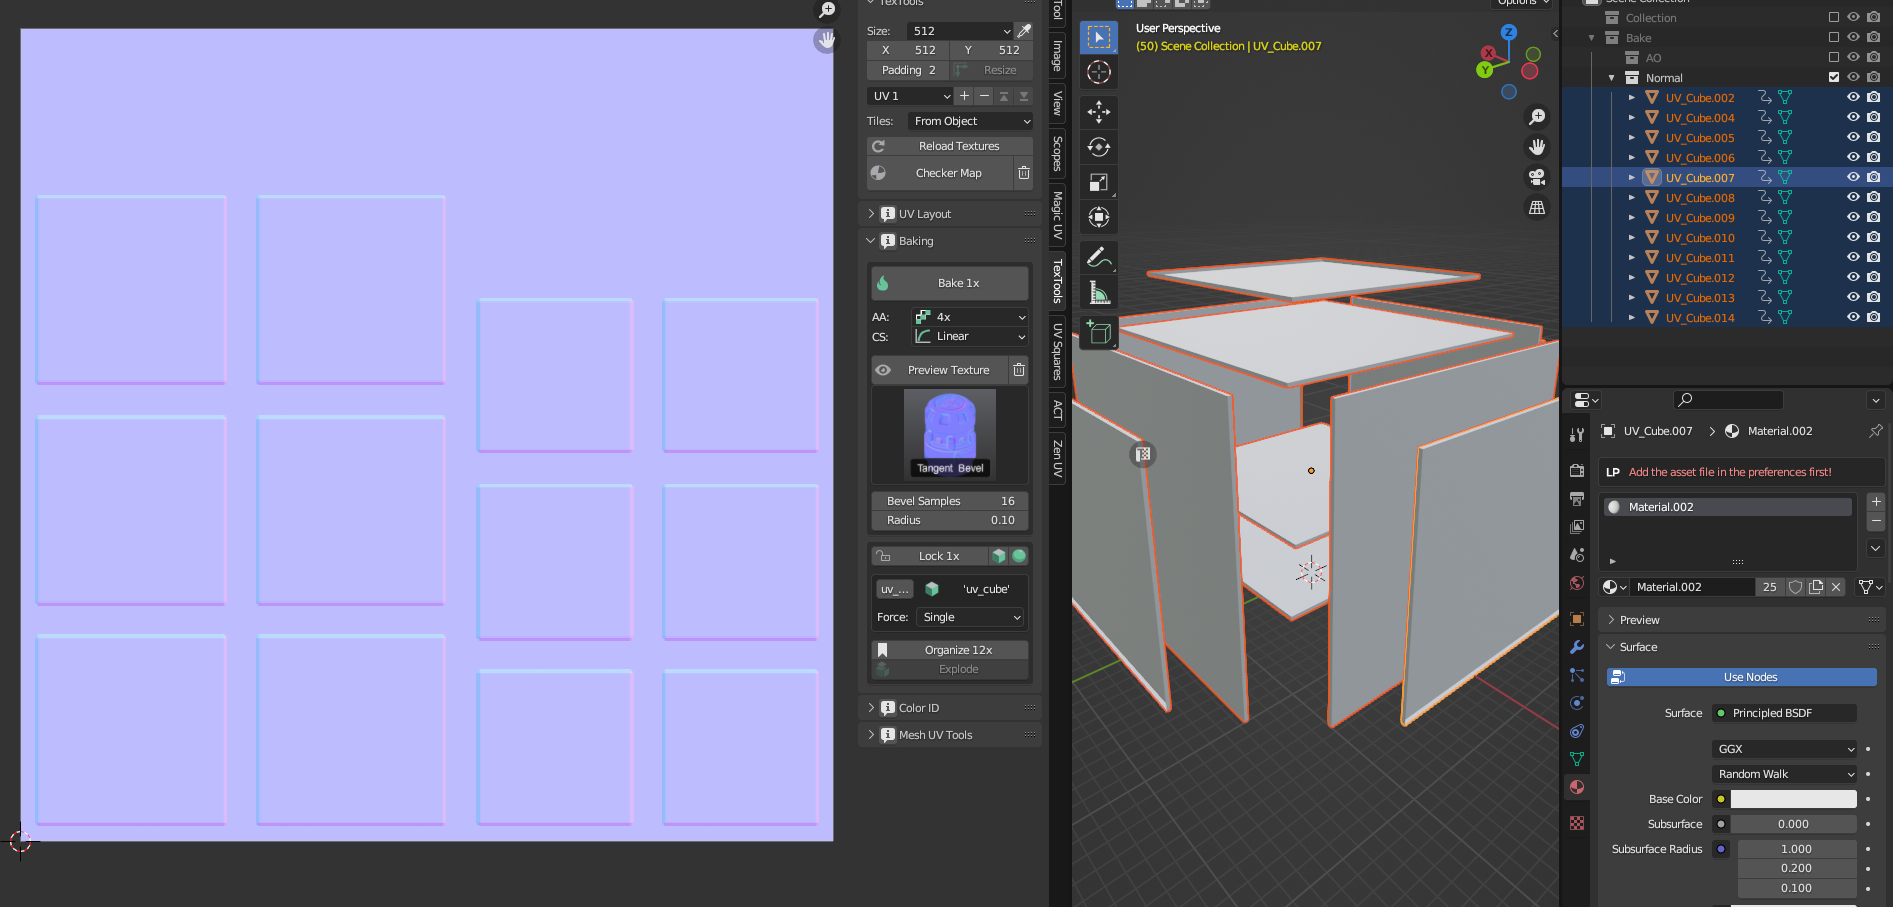 TexTools
Size:
512
X 512
Y 512
Padding 2
Resize
UV 1
Tiles:
From Object
Reload Textures
Checker Map
UV Layout
Baking
Bake 1x
AA:
4x
CS:
Linear
Preview Texture
Tangent Bevel
Bevel Samples 16
Radius 0.10
Lock 1x
uv_...
'uv_cube'
Force:
Single
Organize 12x
Explode
Color ID
Mesh UV Tools
Tool
Image
View
Scopes
Magic UV
TexTools
UV Squares
ACT
Zen UV
Options
User Perspective
(50) Scene Collection | UV_Cube.007
Z
X
Y
Scene Collection
Collection
Bake
AO
Normal
UV_Cube.002
UV_Cube.004
UV_Cube.005
UV_Cube.006
UV_Cube.007
UV_Cube.008
UV_Cube.009
UV_Cube.010
UV_Cube.011
UV_Cube.012
UV_Cube.013
UV_Cube.014
UV_Cube.007
Material.002
LP Add the asset file in the preferences first!
Material.002
Material.002
25
Preview
Surface
Use Nodes
Surface
Principled BSDF
GGX
Random Walk
Base Color
Subsurface
0.000
Subsurface Radius
1.000
0.200
0.100